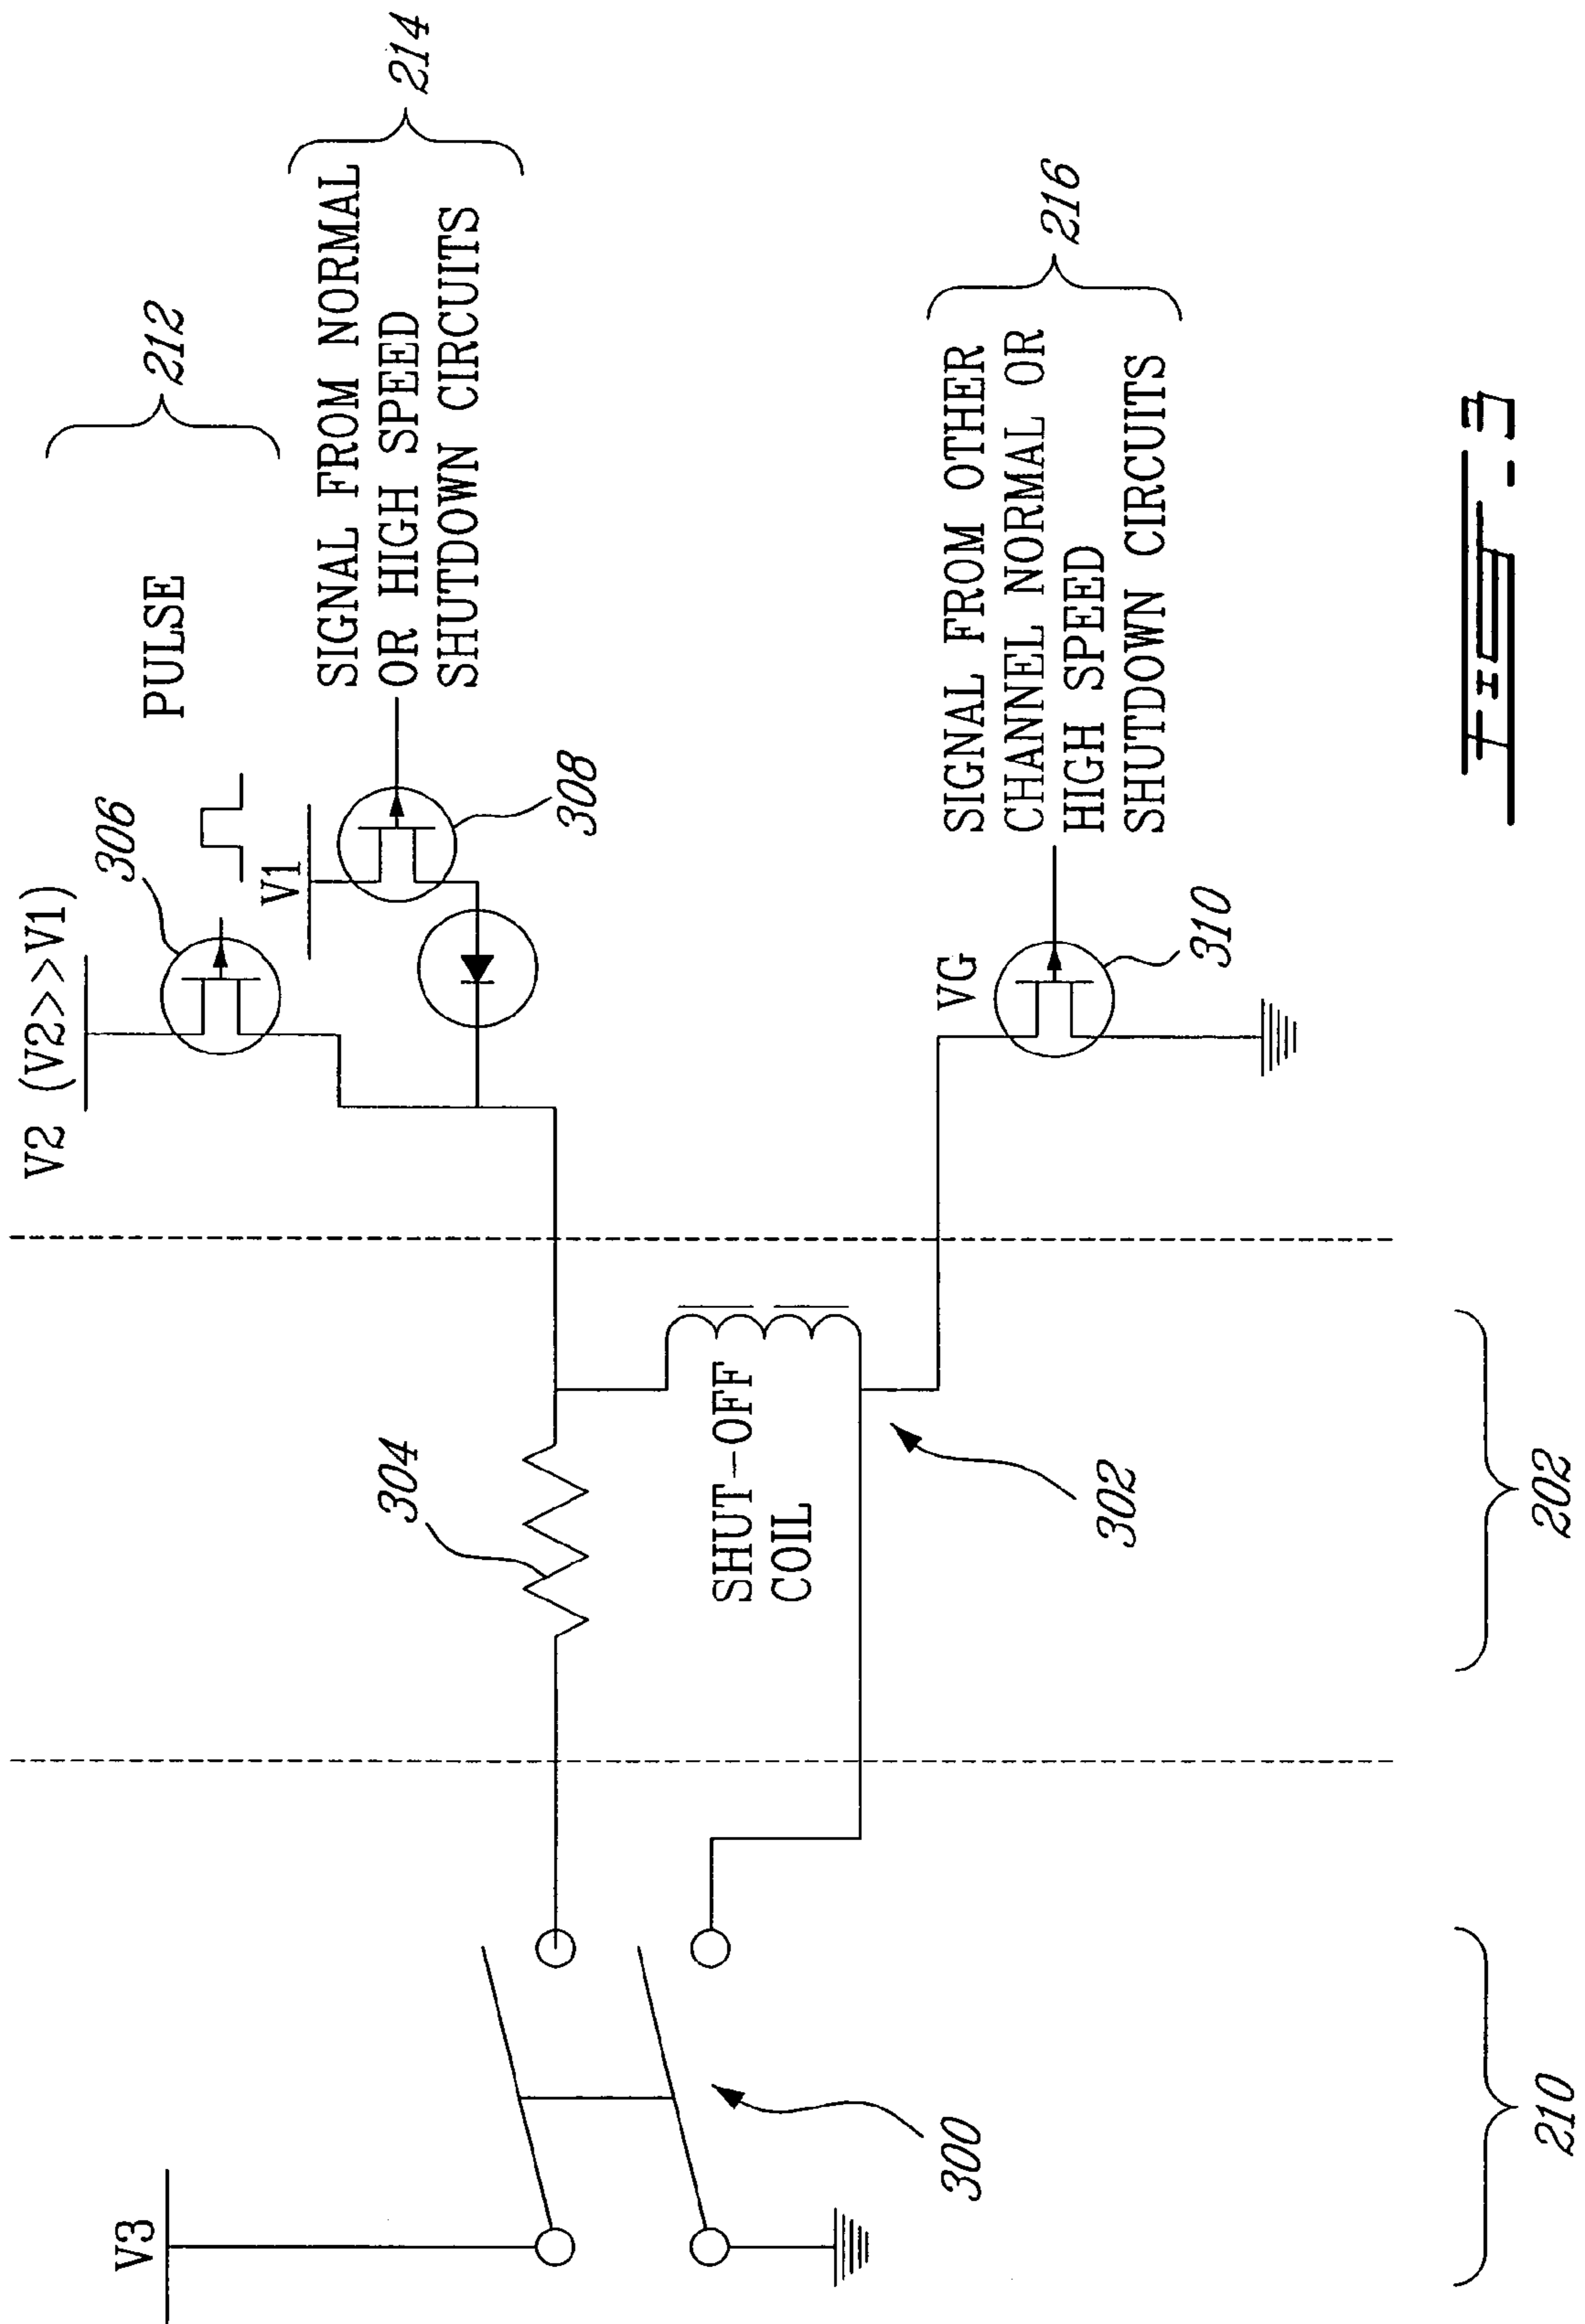 V2 (V2>>V1)
306
PULSE
212
V1
308
SIGNAL FROM NORMAL
OR HIGH SPEED
SHUTDOWN CIRCUITS
214
V3
304
SHUT-OFF
COIL
302
VG
310
SIGNAL FROM OTHER
CHANNEL NORMAL OR
HIGH SPEED
SHUTDOWN CIRCUITS
216
300
210
202
FIG. 3